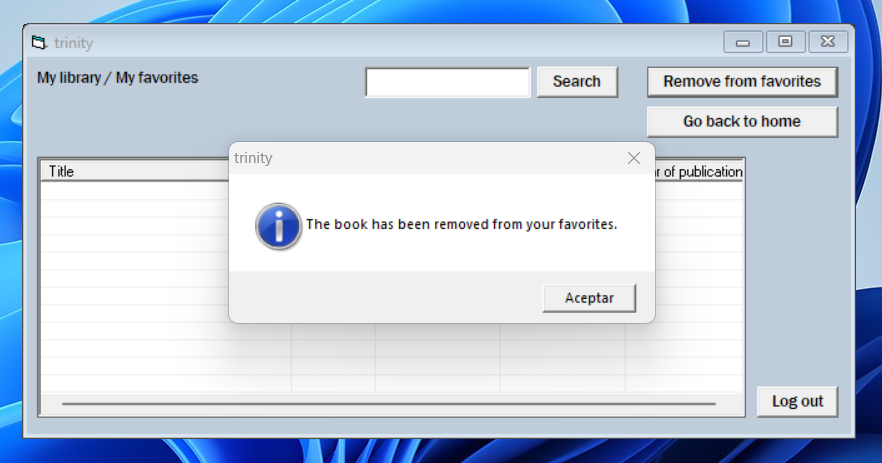 trinity
My library / My favorites
Search
Remove from favorites
Go back to home
Title
of publication
trinity
The book has been removed from your favorites.
Aceptar
Log out